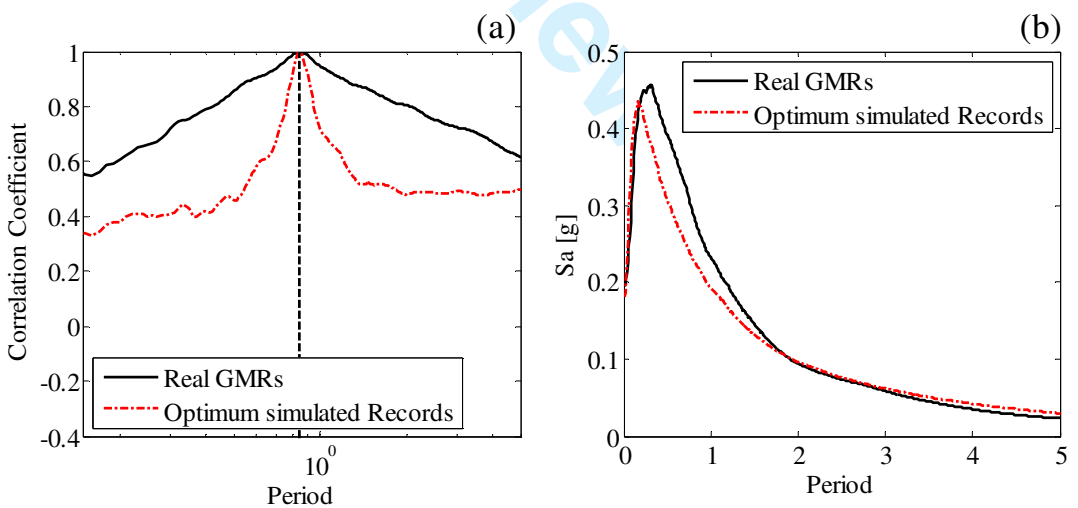 (a)
1
0.8
0.6
0.4
0.2
0
-0.2
-0.4
Correlation Coefficient
Real GMRs
Optimum simulated Records
10⁰
Period
(b)
0.5
0.4
0.3
0.2
0.1
0
Sa [g]
Real GMRs
Optimum simulated Records
0 1 2 3 4 5
Period
ew